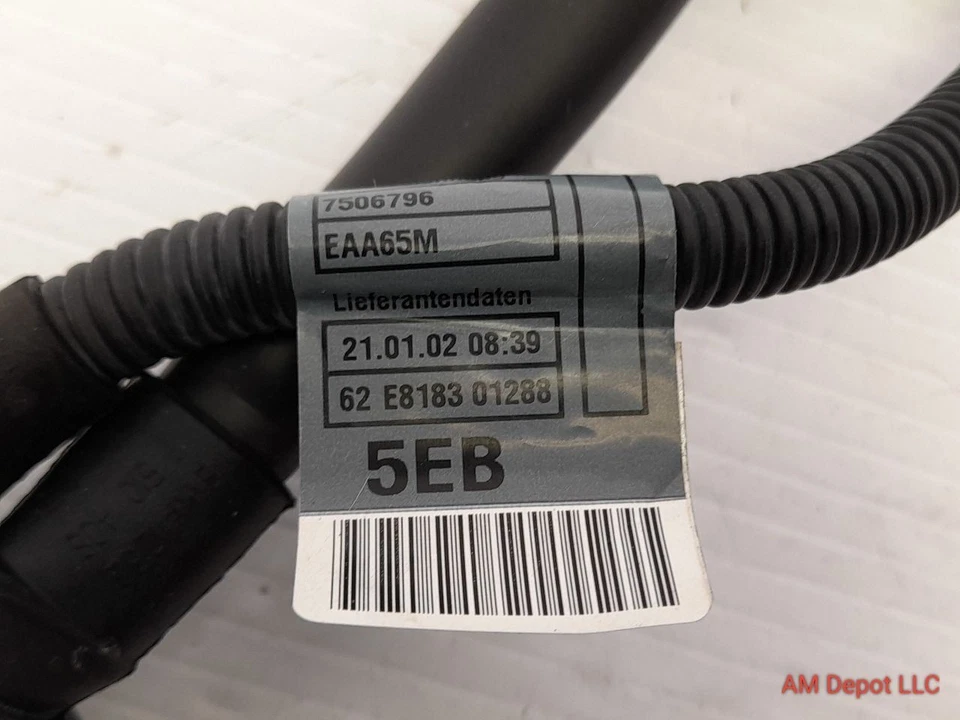 7506796
EAA65M
Lieferantendaten
21.01.02 08:39
62 E8183 01288
5EB
AM Depot LLC